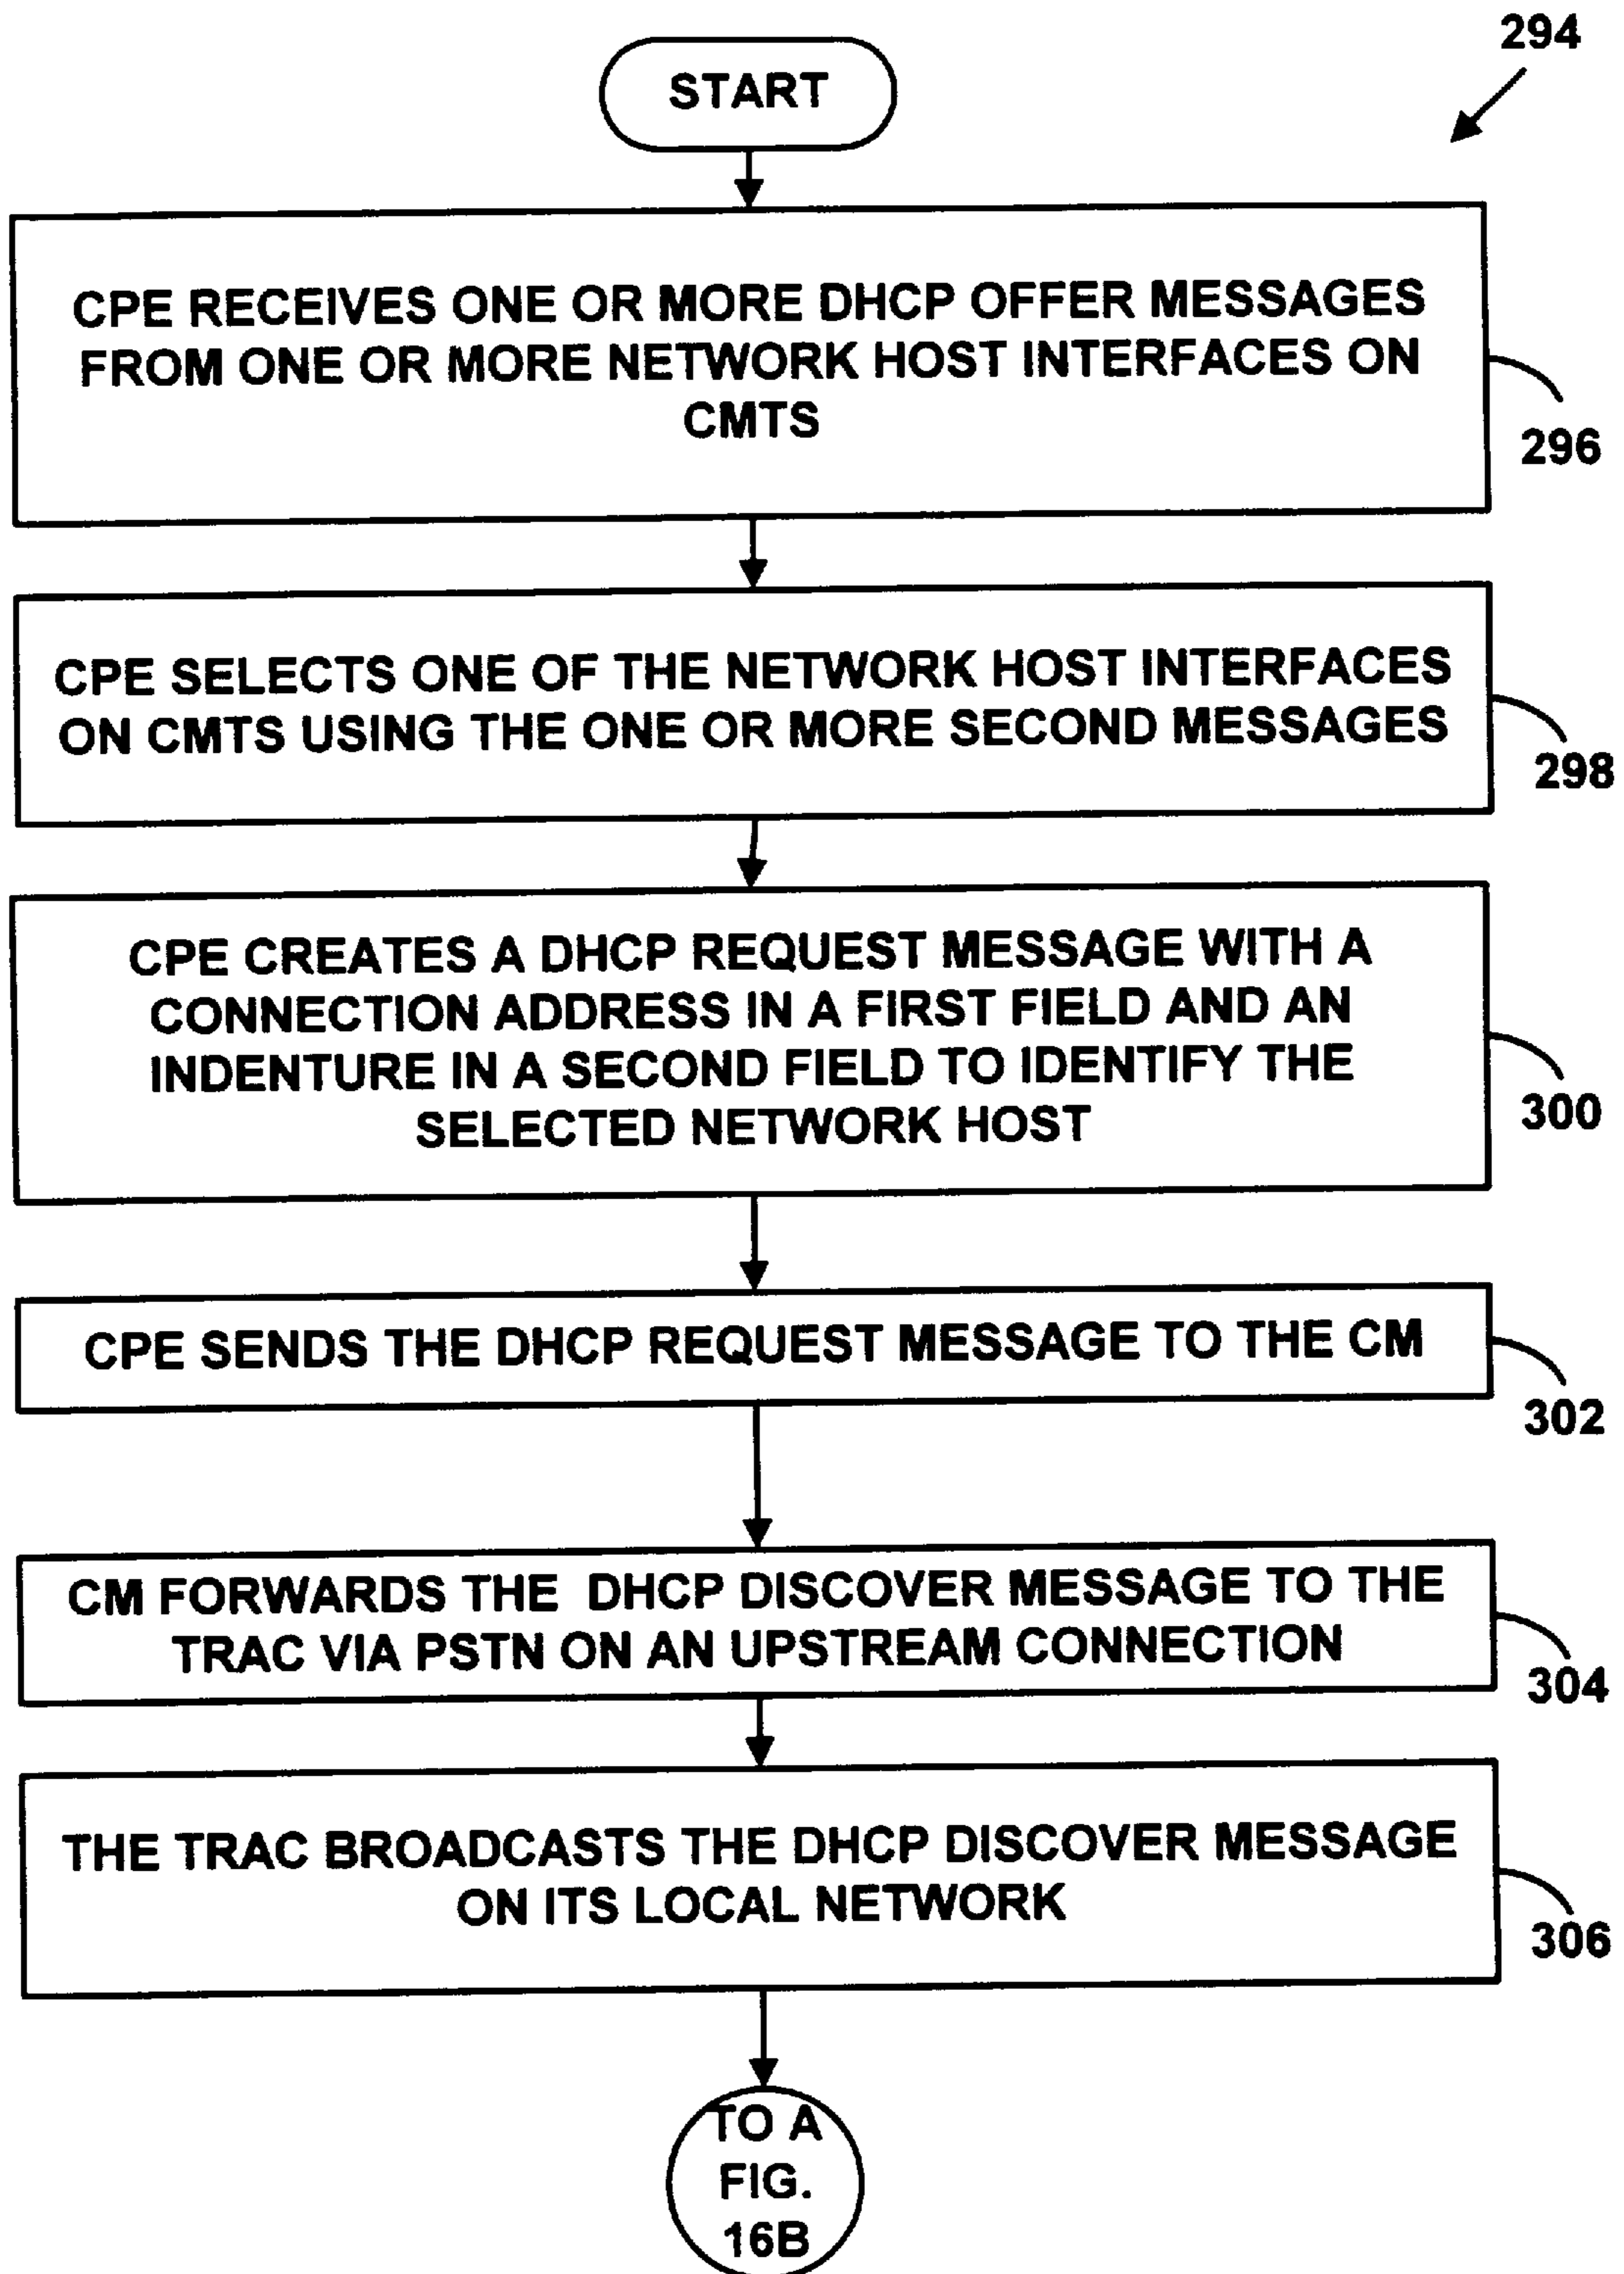 294
START
CPE RECEIVES ONE OR MORE DHCP OFFER MESSAGES
FROM ONE OR MORE NETWORK HOST INTERFACES ON
CMTS
296
CPE SELECTS ONE OF THE NETWORK HOST INTERFACES
ON CMTS USING THE ONE OR MORE SECOND MESSAGES
298
CPE CREATES A DHCP REQUEST MESSAGE WITH A
CONNECTION ADDRESS IN A FIRST FIELD AND AN
INDENTURE IN A SECOND FIELD TO IDENTIFY THE
SELECTED NETWORK HOST
300
CPE SENDS THE DHCP REQUEST MESSAGE TO THE CM
302
CM FORWARDS THE DHCP DISCOVER MESSAGE TO THE
TRAC VIA PSTN ON AN UPSTREAM CONNECTION
304
THE TRAC BROADCASTS THE DHCP DISCOVER MESSAGE
ON ITS LOCAL NETWORK
306
TO A
FIG.
16B